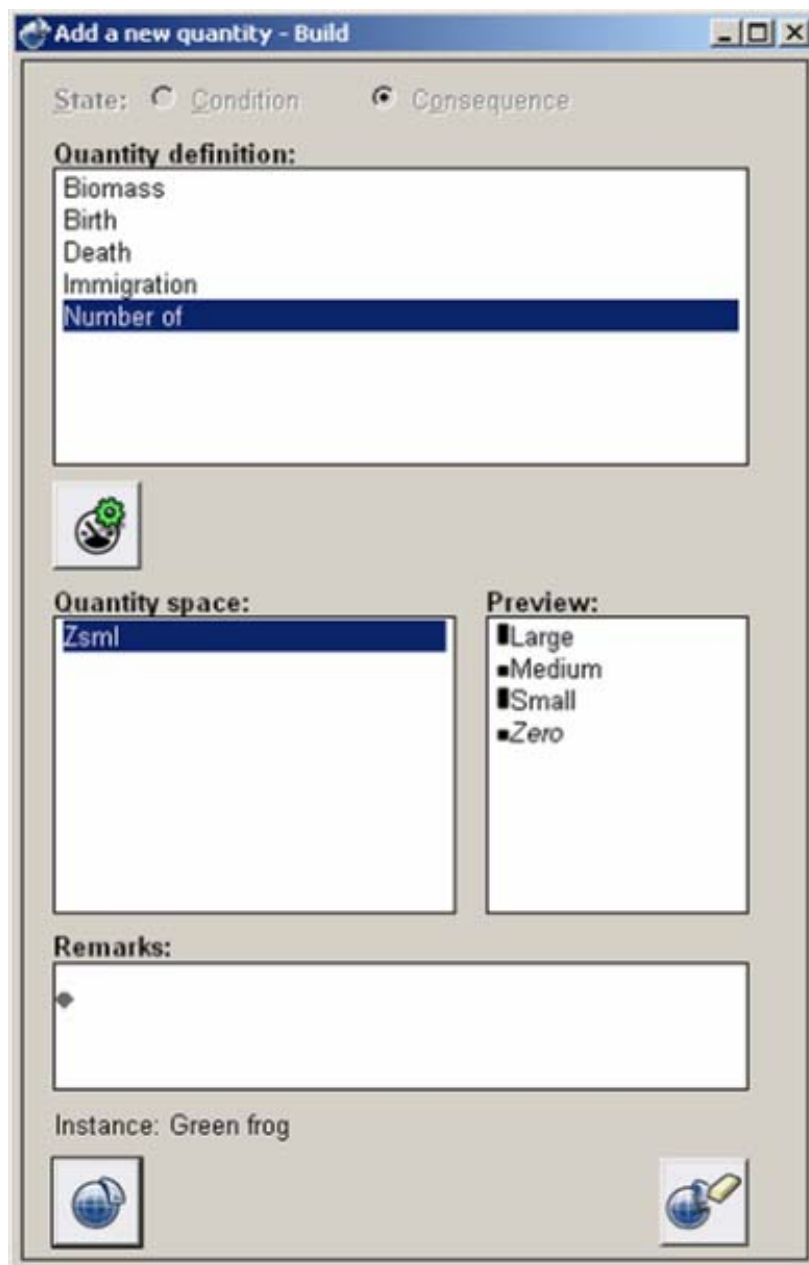 Add a new quantity - Build
State: Condition Consequence
Quantity definition:
Biomass
Birth
Death
Immigration
Number of
Quantity space:
Zsml
Preview:
Large
Medium
Small
Zero
Remarks:
Instance: Green frog